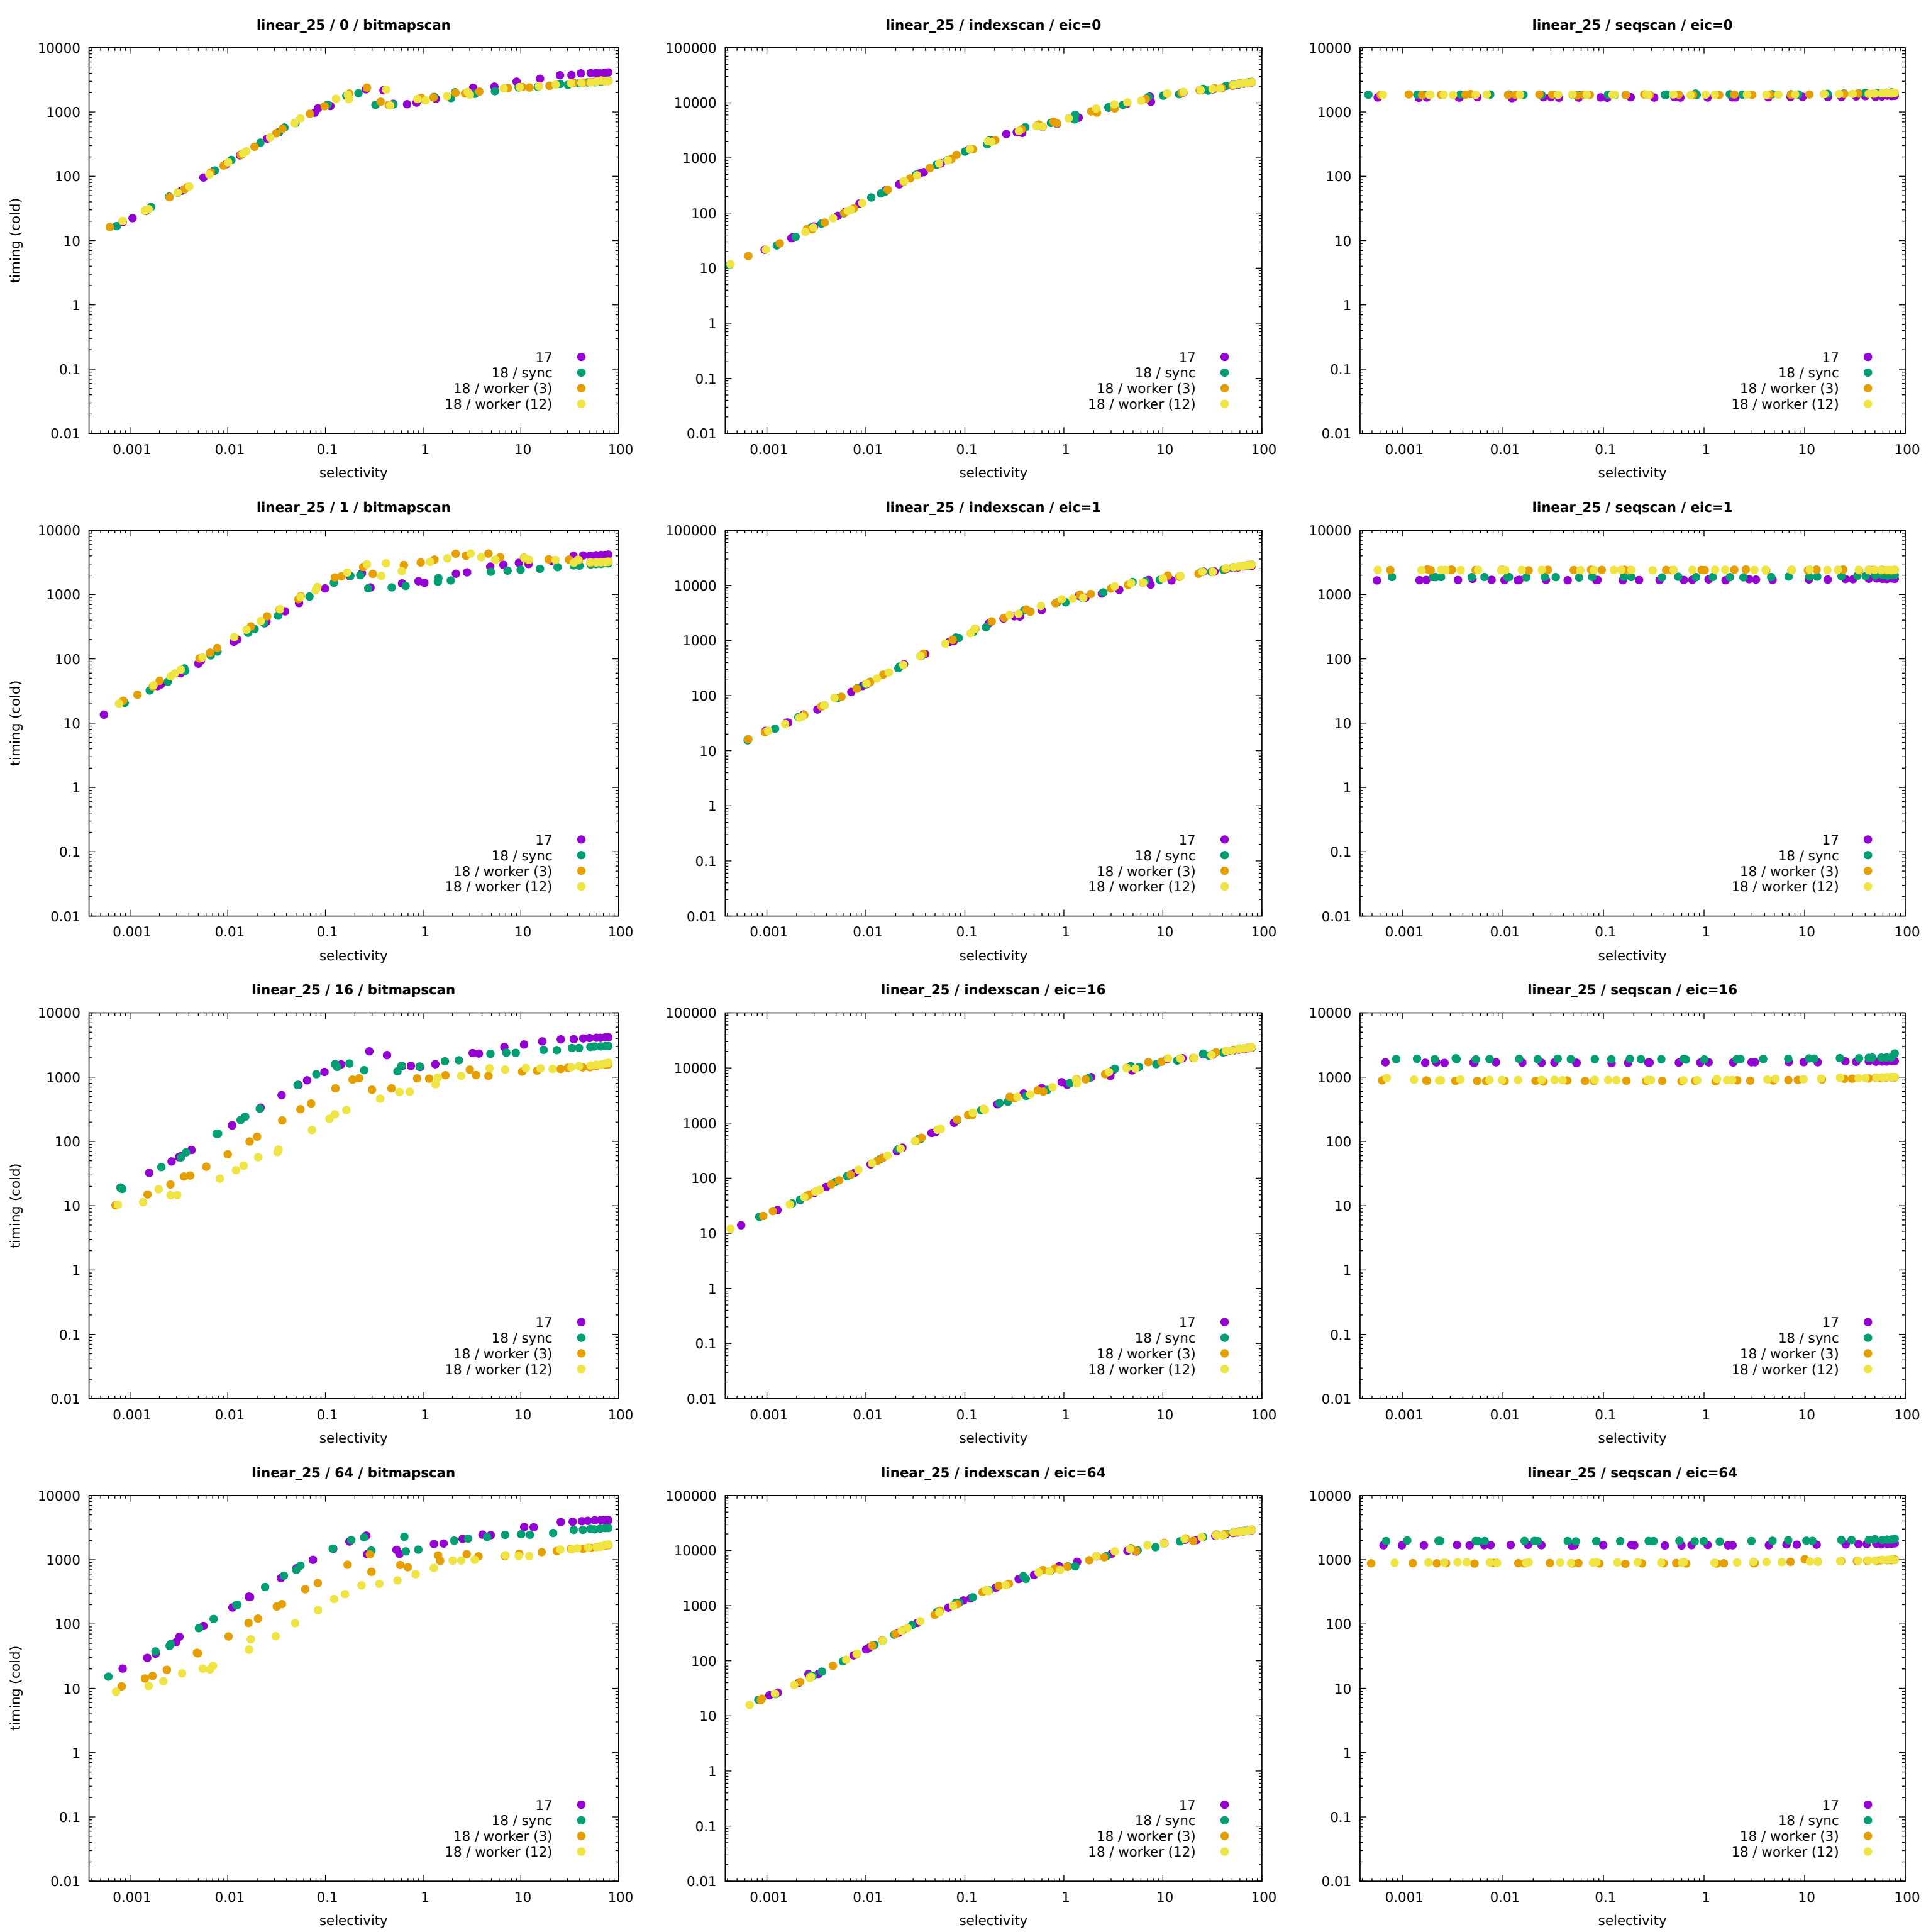 linear_25 / 0 / bitmapscan
10000
1000
100
10
1
0.1
0.01
timing (cold)
17
18 / sync
18 / worker (3)
18 / worker (12)
0.001 0.01 0.1 1 10 100
selectivity
linear_25 / indexscan / eic=0
100000
10000
1000
100
10
1
0.1
0.01
17
18 / sync
18 / worker (3)
18 / worker (12)
0.001 0.01 0.1 1 10 100
selectivity
linear_25 / seqscan / eic=0
10000
1000
100
10
1
0.1
0.01
17
18 / sync
18 / worker (3)
18 / worker (12)
0.001 0.01 0.1 1 10 100
selectivity
linear_25 / 1 / bitmapscan
10000
1000
100
10
1
0.1
0.01
timing (cold)
17
18 / sync
18 / worker (3)
18 / worker (12)
0.001 0.01 0.1 1 10 100
selectivity
linear_25 / indexscan / eic=1
100000
10000
1000
100
10
1
0.1
0.01
17
18 / sync
18 / worker (3)
18 / worker (12)
0.001 0.01 0.1 1 10 100
selectivity
linear_25 / seqscan / eic=1
10000
1000
100
10
1
0.1
0.01
17
18 / sync
18 / worker (3)
18 / worker (12)
0.001 0.01 0.1 1 10 100
selectivity
linear_25 / 16 / bitmapscan
10000
1000
100
10
1
0.1
0.01
timing (cold)
17
18 / sync
18 / worker (3)
18 / worker (12)
0.001 0.01 0.1 1 10 100
selectivity
linear_25 / indexscan / eic=16
100000
10000
1000
100
10
1
0.1
0.01
17
18 / sync
18 / worker (3)
18 / worker (12)
0.001 0.01 0.1 1 10 100
selectivity
linear_25 / seqscan / eic=16
10000
1000
100
10
1
0.1
0.01
17
18 / sync
18 / worker (3)
18 / worker (12)
0.001 0.01 0.1 1 10 100
selectivity
linear_25 / 64 / bitmapscan
10000
1000
100
10
1
0.1
0.01
timing (cold)
17
18 / sync
18 / worker (3)
18 / worker (12)
0.001 0.01 0.1 1 10 100
selectivity
linear_25 / indexscan / eic=64
100000
10000
1000
100
10
1
0.1
0.01
17
18 / sync
18 / worker (3)
18 / worker (12)
0.001 0.01 0.1 1 10 100
selectivity
linear_25 / seqscan / eic=64
10000
1000
100
10
1
0.1
0.01
17
18 / sync
18 / worker (3)
18 / worker (12)
0.001 0.01 0.1 1 10 100
selectivity